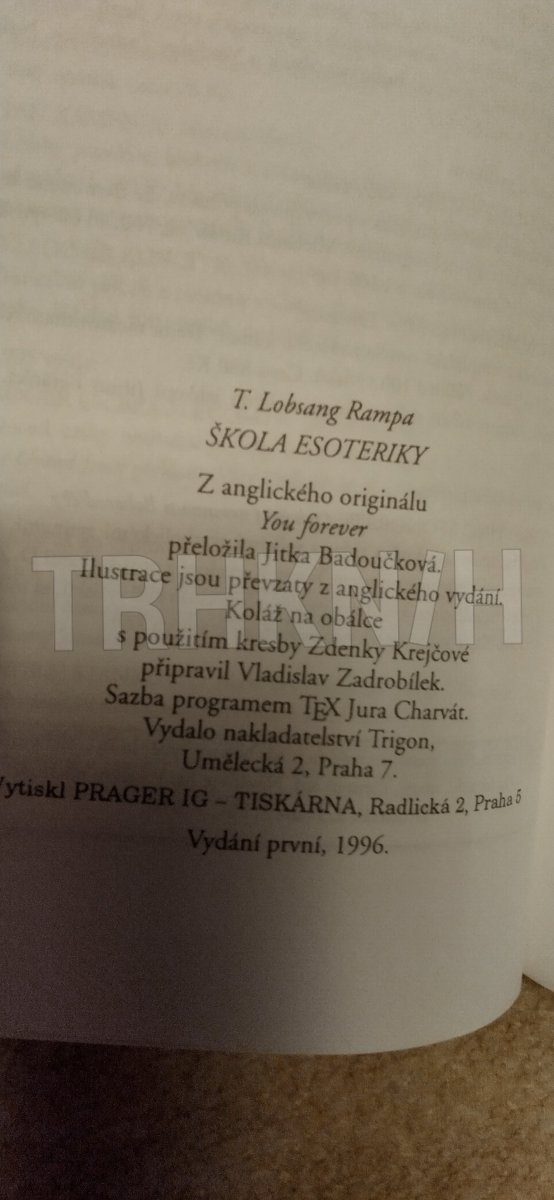 T. Lobsang Rampa
ŠKOLA ESOTERIKY
Z anglického originálu
You forever
přeložila Jitka Badoučková.
Ilustrace jsou převzaty z anglického vydání.
Koláž na obálce
s použitím kresby Zdenky Krejčové
připravil Vladislav Zadrobílek.
Sazba programem TEX Jura Charvát.
Vydalo nakladatelství Trigon,
Umělecká 2, Praha 7.
Vytiskl PRAGER IG – TISKÁRNA, Radlická 2, Praha 5
Vydání první, 1996.
TRHKNIH